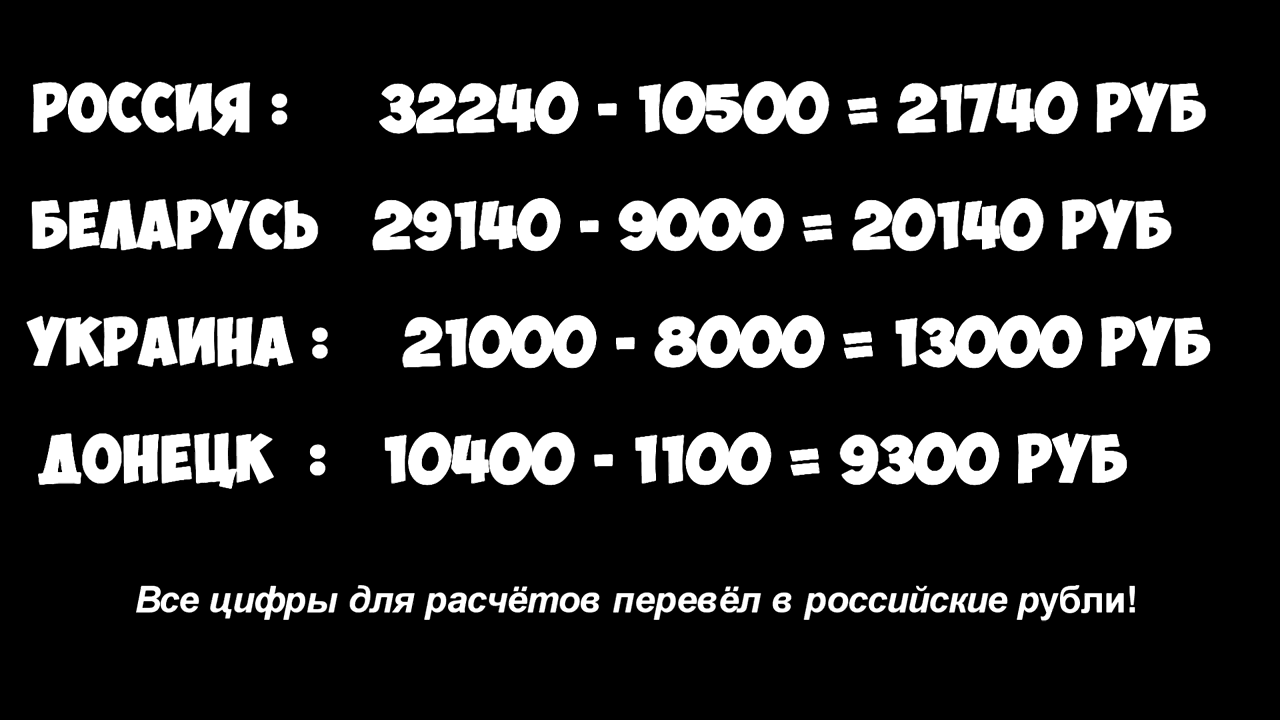 РОССИЯ : 32240 - 10500 = 21740 РУБ
БЕЛАРУСЬ 29140 - 9000 = 20140 РУБ
УКРАИНА : 21000 - 8000 = 13000 РУБ
ДОНЕЦК : 10400 - 1100 = 9300 РУБ
Все цифры для расчётов перевёл в российские рубли!